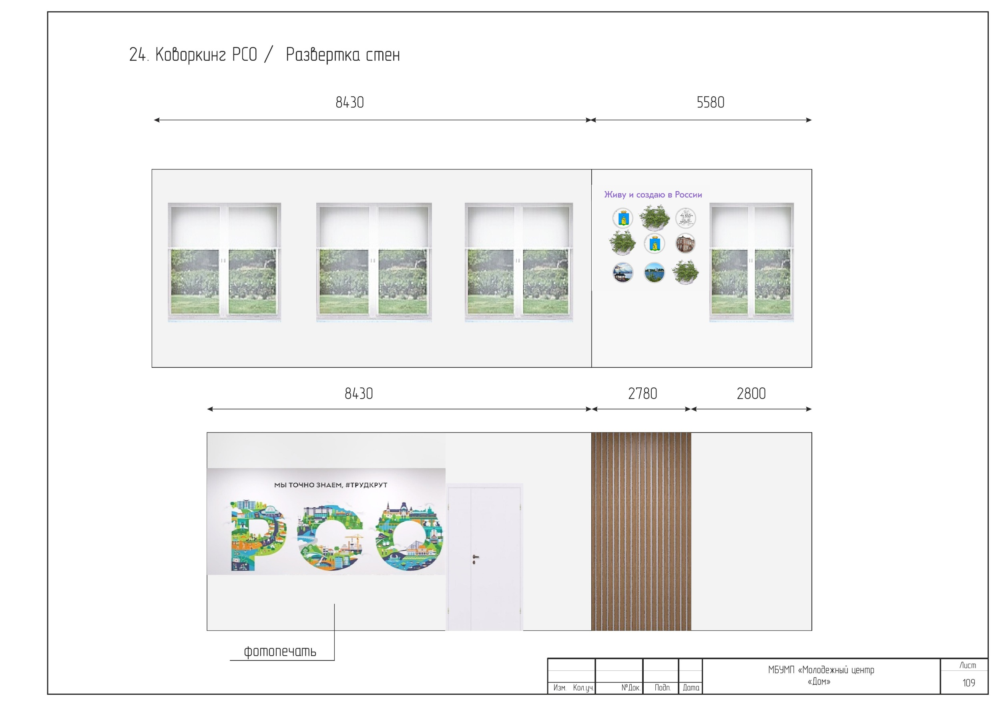 24. Коворкинг РСО / Развертка стен
8430
5580
Живу и создаю в России
8430
2780
2800
МЫ ТОЧНО ЗНАЕМ, #ТРУДКРУТ
РСО
фотопечать
МБУМП «Молодежный центр
«Дом»
Лист
109
Изм. Кол.уч. №Док. Подп. Дата